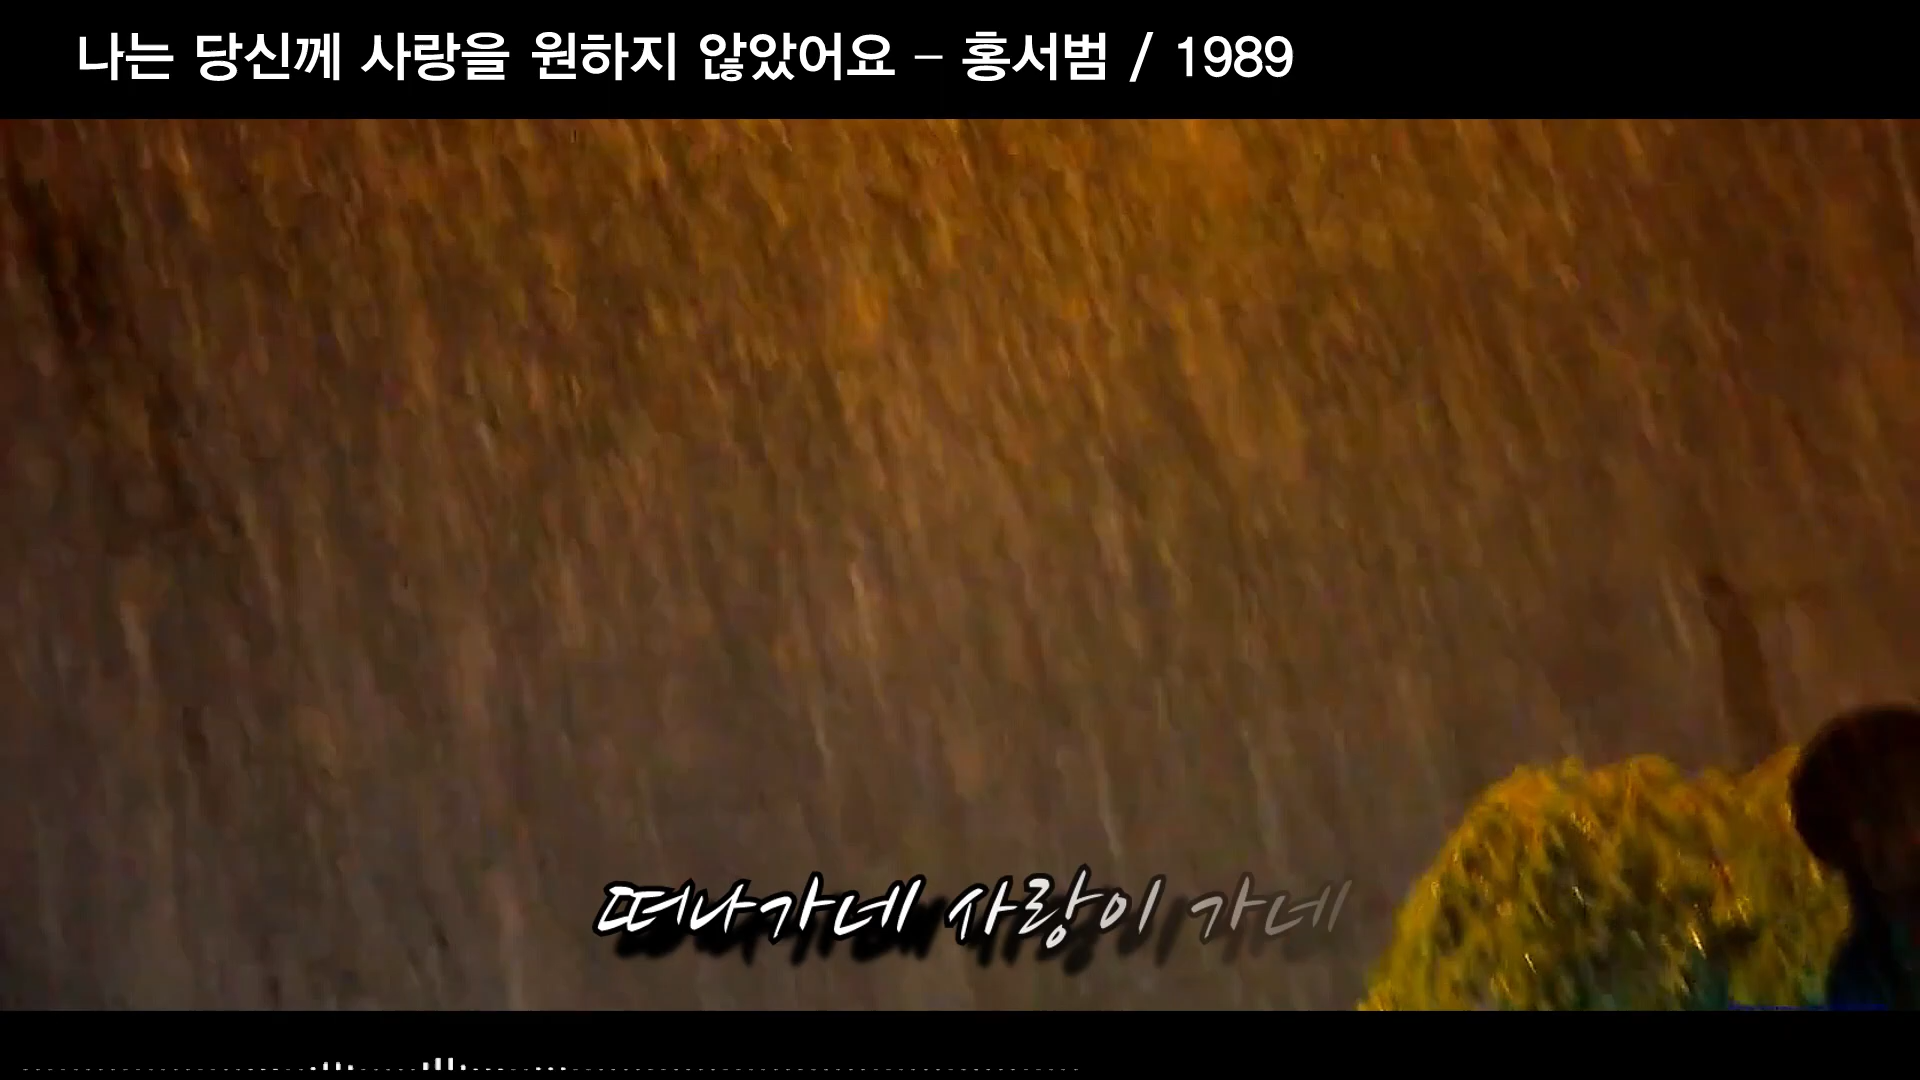 나는 당신께 사랑을 원하지 않았어요 – 홍서범 / 1989
떠나가네 사랑이 가네